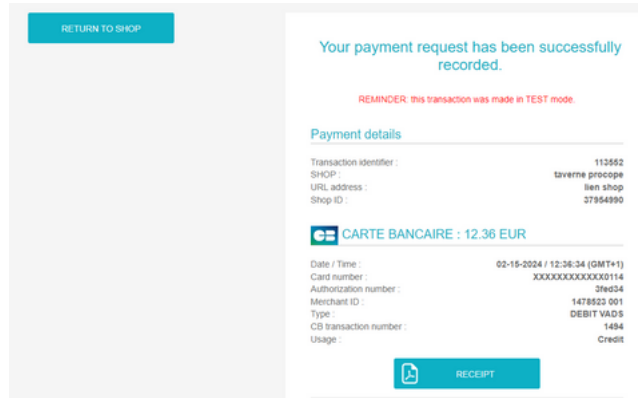 RETURN TO SHOP
Your payment request has been successfully
recorded.
REMINDER: this transaction was made in TEST mode.
Payment details
Transaction identifier : 113552
SHOP : taverne procope
URL address : lien shop
Shop ID : 37954990
CB CARTE BANCAIRE : 12.36 EUR
Date / Time : 02-15-2024 / 12:36:34 (GMT+1)
Card number : XXXXXXXXXXXX0114
Authorization number : 3fed34
Merchant ID : 1478523 001
Type : DEBIT VADS
CB transaction number : 1494
Usage : Credit
RECEIPT